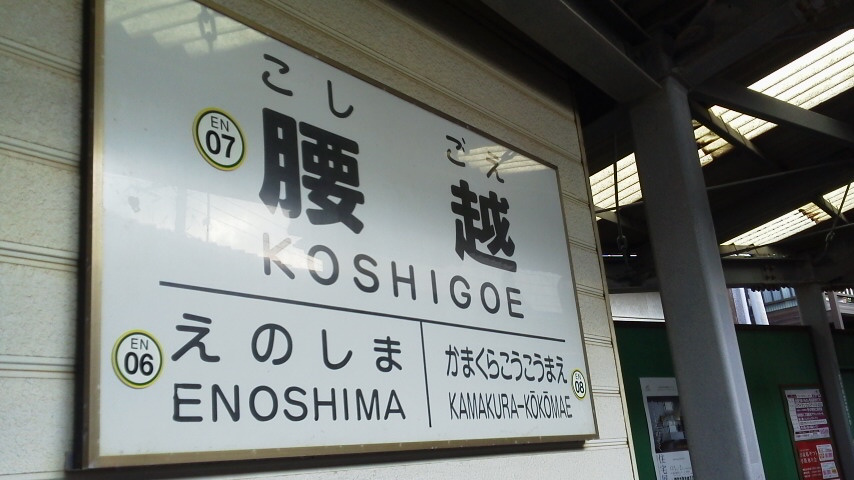 こし ごえ
EN 07 腰越
KOSHIGOE
EN 06 えのしま
ENOSHIMA
かまくらこうこうまえ EN 08
KAMAKURA-KŌKŌMAE